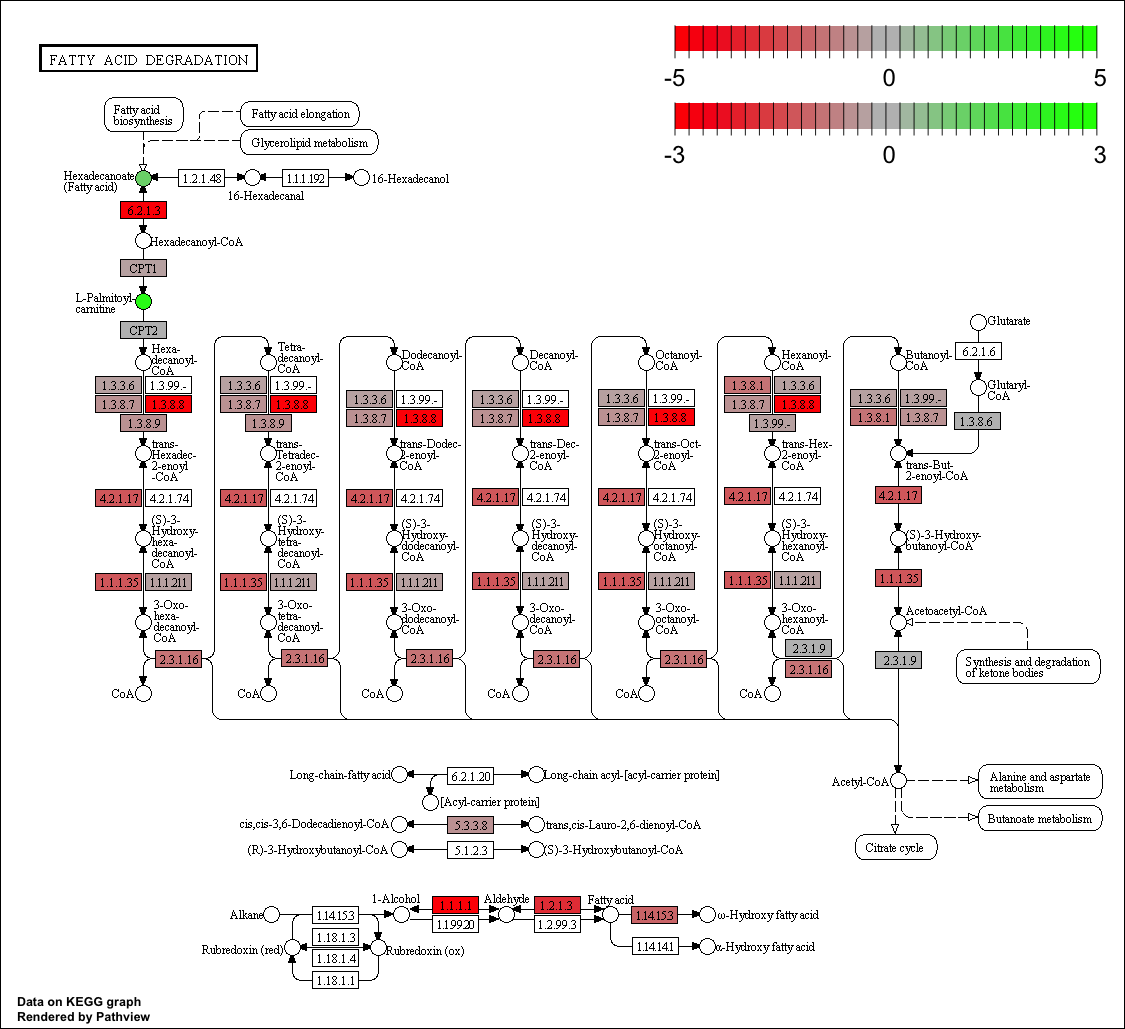 FATTY ACID DEGRADATION
-5
0
5
-3
0
3
Fatty acid
biosynthesis
Fatty acid elongation
Glycerolipid metabolism
Hexadecanoate
(Fatty acid)
1.2.1.48
1.1.1.192
16-Hexadecanol
16-Hexadecanal
6.2.1.3
Hexadecanoyl-CoA
CPT1
L-Palmitoyl-
carnitine
CPT2
Hexa-
decanoyl-
CoA
Tetra-
decanoyl-
CoA
Dodecanoyl-
CoA
Decanoyl-
CoA
Octanoyl-
CoA
Hexanoyl-
CoA
Butanoyl-
CoA
Glutarate
6.2.1.6
Glutaryl-
CoA
1.3.8.6
1.3.3.6
1.3.99.-
1.3.8.7
1.3.8.8
1.3.8.9
1.3.3.6
1.3.99.-
1.3.8.7
1.3.8.8
1.3.8.9
1.3.3.6
1.3.99.-
1.3.8.7
1.3.8.8
1.3.3.6
1.3.99.-
1.3.8.7
1.3.8.8
1.3.3.6
1.3.99.-
1.3.8.7
1.3.8.8
1.3.8.1
1.3.3.6
1.3.8.7
1.3.8.8
1.3.99.-
1.3.3.6
1.3.99.-
1.3.8.1
1.3.8.7
trans-
Hexadec-
2-enoyl
-CoA
trans-
Tetradec-
2-enoyl-
CoA
trans-Dodec-
2-enoyl-
CoA
trans-Dec-
2-enoyl-
CoA
trans-Oct-
2-enoyl-
CoA
trans-Hex-
2-enoyl-
CoA
trans-But-
2-enoyl-CoA
4.2.1.17
4.2.1.74
4.2.1.17
4.2.1.74
4.2.1.17
4.2.1.74
4.2.1.17
4.2.1.74
4.2.1.17
4.2.1.74
4.2.1.17
4.2.1.74
4.2.1.17
(S)-3-
Hydroxy-
hexa-
decanoyl-
CoA
(S)-3-
Hydroxy-
tetra-
decanoyl-
CoA
(S)-3-
Hydroxy-
dodecanoyl-
CoA
(S)-3-
Hydroxy-
decanoyl-
CoA
(S)-3-
Hydroxy-
octanoyl-
CoA
(S)-3-
Hydroxy-
hexanoyl-
CoA
(S)-3-Hydroxy-
butanoyl-CoA
1.1.1.35
1.1.1.211
1.1.1.35
1.1.1.211
1.1.1.35
1.1.1.211
1.1.1.35
1.1.1.211
1.1.1.35
1.1.1.211
1.1.1.35
1.1.1.211
1.1.1.35
3-Oxo-
hexa-
decanoyl-
CoA
3-Oxo-
tetra-
decanoyl-
CoA
3-Oxo-
dodecanoyl-
CoA
3-Oxo-
decanoyl-
CoA
3-Oxo-
octanoyl-
CoA
3-Oxo-
hexanoyl-
CoA
Acetoacetyl-CoA
2.3.1.16
2.3.1.16
2.3.1.16
2.3.1.16
2.3.1.16
2.3.1.9
2.3.1.16
2.3.1.9
Synthesis and degradation
of ketone bodies
CoA
CoA
CoA
CoA
CoA
CoA
Long-chain-fatty acid
6.2.1.20
Long-chain acyl-[acyl-carrier protein]
[Acyl-carrier protein]
cis,cis-3,6-Dodecadienoyl-CoA
5.3.3.8
trans,cis-Lauro-2,6-dienoyl-CoA
(R)-3-Hydroxybutanoyl-CoA
5.1.2.3
(S)-3-Hydroxybutanoyl-CoA
Acetyl-CoA
Alanine and aspartate
metabolism
Butanoate metabolism
Citrate cycle
Alkane
1.14.15.3
1-Alcohol
1.1.1.1
1.1.99.20
Aldehyde
1.2.1.3
1.2.99.3
Fatty acid
1.14.15.3
ω-Hydroxy fatty acid
1.14.14.1
α-Hydroxy fatty acid
Rubredoxin (red)
1.18.1.3
1.18.1.4
1.18.1.1
Rubredoxin (ox)
Data on KEGG graph
Rendered by Pathview